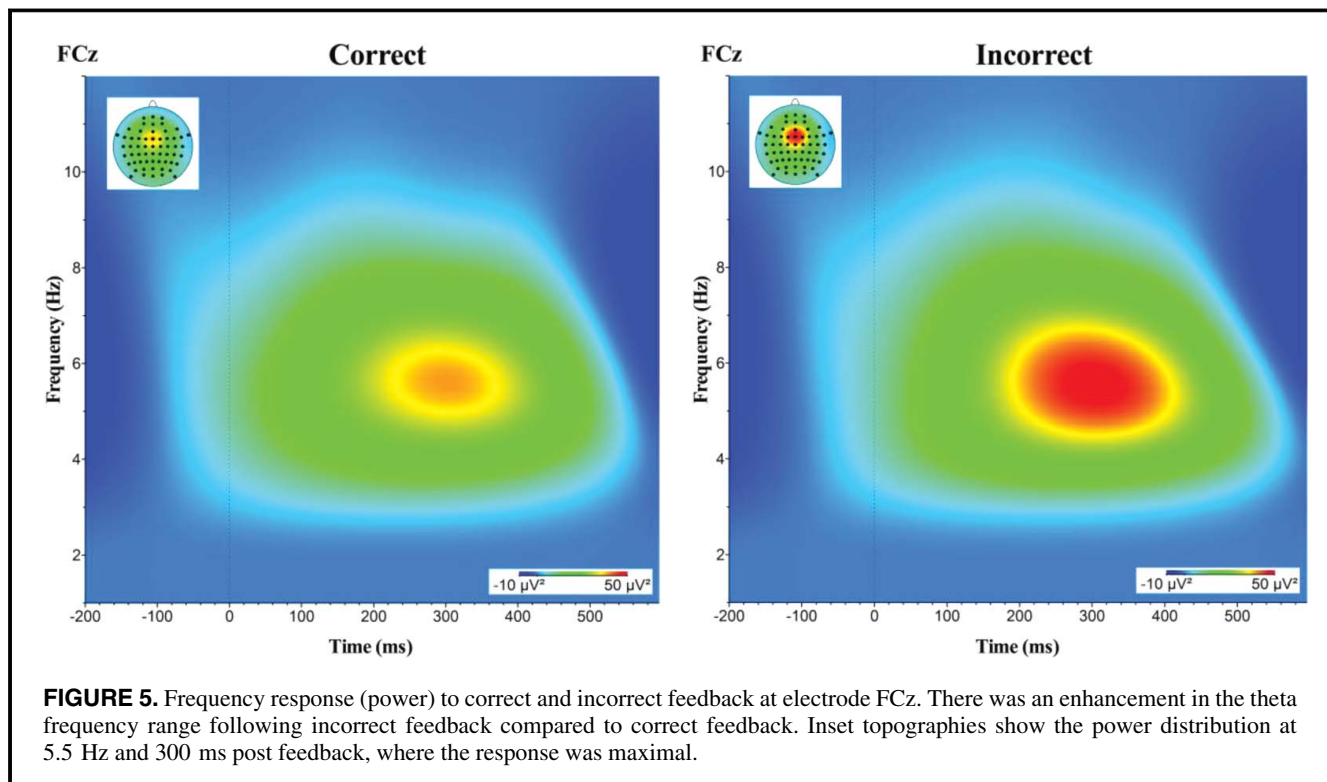 FCz Correct
FCz Incorrect
10
8
6
4
2
Frequency (Hz)
-10 µV² 50 µV²
-200 -100 0 100 200 300 400 500
Time (ms)
10
8
6
4
2
Frequency (Hz)
-10 µV² 50 µV²
-200 -100 0 100 200 300 400 500
Time (ms)
FIGURE 5. Frequency response (power) to correct and incorrect feedback at electrode FCz. There was an enhancement in the theta
frequency range following incorrect feedback compared to correct feedback. Inset topographies show the power distribution at
5.5 Hz and 300 ms post feedback, where the response was maximal.